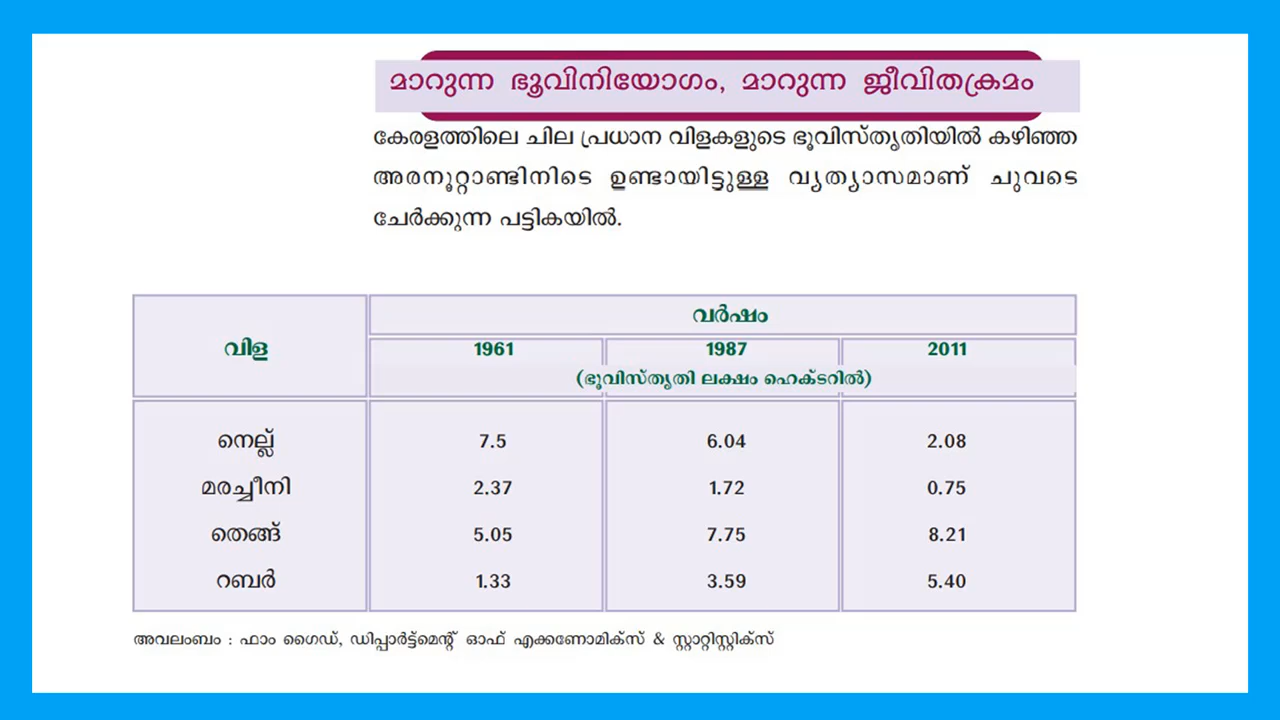 മാറുന്ന ഭൂവിനിയോഗം, മാറുന്ന ജീവിതക്രമം
കേരളത്തിലെ ചില പ്രധാന വിളകളുടെ ഭൂവിസ്തൃതിയിൽ കഴിഞ്ഞ
അരനൂറ്റാണ്ടിനിടെ ഉണ്ടായിട്ടുള്ള വ്യത്യാസമാണ് ചുവടെ
ചേർക്കുന്ന പട്ടികയിൽ.
വിള
വർഷം
1961 1987 2011
(ഭൂവിസ്തൃതി ലക്ഷം ഹെക്ടറിൽ)
നെല്ല് 7.5 6.04 2.08
മരച്ചീനി 2.37 1.72 0.75
തെങ്ങ് 5.05 7.75 8.21
റബർ 1.33 3.59 5.40
അവലംബം : ഫാം ഗൈഡ്, ഡിപ്പാർട്ട്മെന്റ് ഓഫ് എക്കണോമിക്സ് & സ്റ്റാറ്റിസ്റ്റിക്സ്